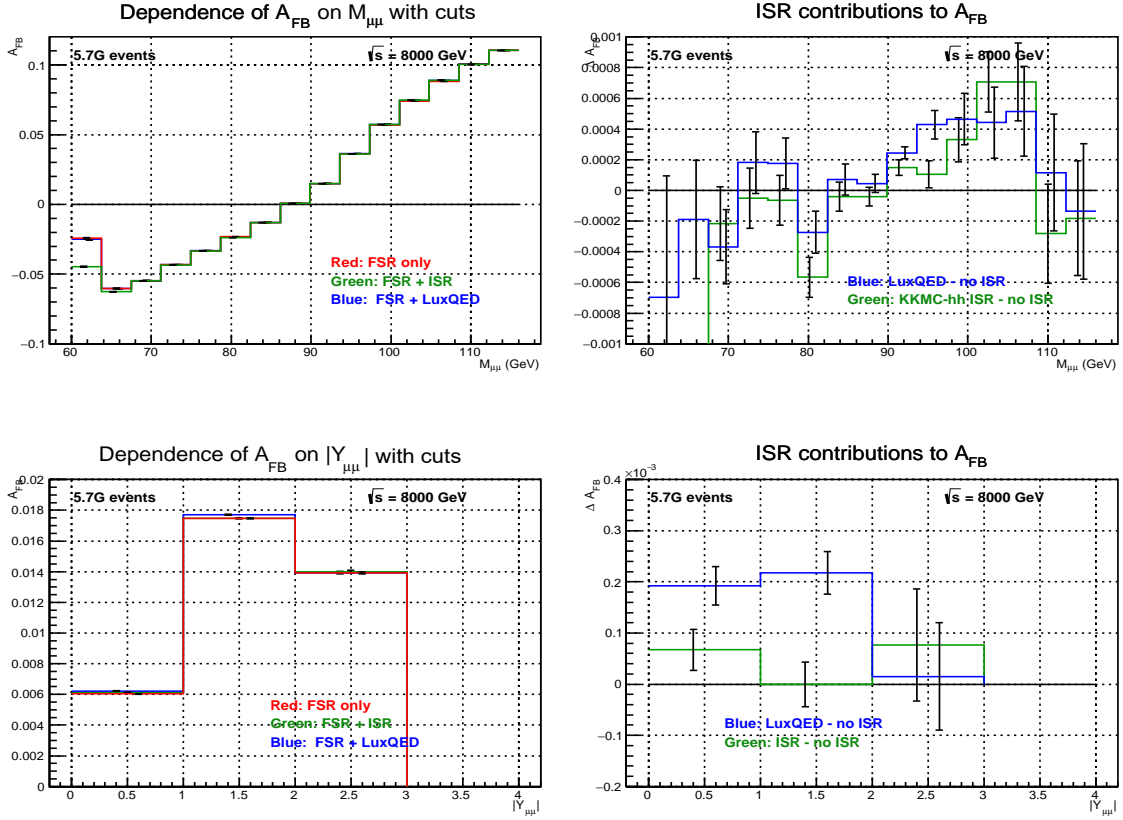 Dependence of A_FB on M_μμ with cuts
A_FB
5.7G events
√s = 8000 GeV
0.1
0.05
0
−0.05
−0.1
Red: FSR only
Green: FSR + ISR
Blue: FSR + LuxQED
60 70 80 90 100 110
M_μμ (GeV)
ISR contributions to A_FB
Δ A_FB
0.001
5.7G events
√s = 8000 GeV
0.0008
0.0006
0.0004
0.0002
0
−0.0002
−0.0004
−0.0006
−0.0008
−0.001
Blue: LuxQED - no ISR
Green: KKMC-hh ISR - no ISR
60 70 80 90 100 110
M_μμ (GeV)
Dependence of A_FB on |Y_μμ| with cuts
A_FB
0.02
5.7G events
√s = 8000 GeV
0.018
0.016
0.014
0.012
0.01
0.008
0.006
0.004
0.002
0
Red: FSR only
Green: FSR + ISR
Blue: FSR + LuxQED
0 0.5 1 1.5 2 2.5 3 3.5 4
|Y_μμ|
ISR contributions to A_FB
×10⁻³
Δ A_FB
0.4
5.7G events
√s = 8000 GeV
0.3
0.2
0.1
0
−0.1
−0.2
Blue: LuxQED - no ISR
Green: ISR - no ISR
0 0.5 1 1.5 2 2.5 3 3.5 4
|Y_μμ|